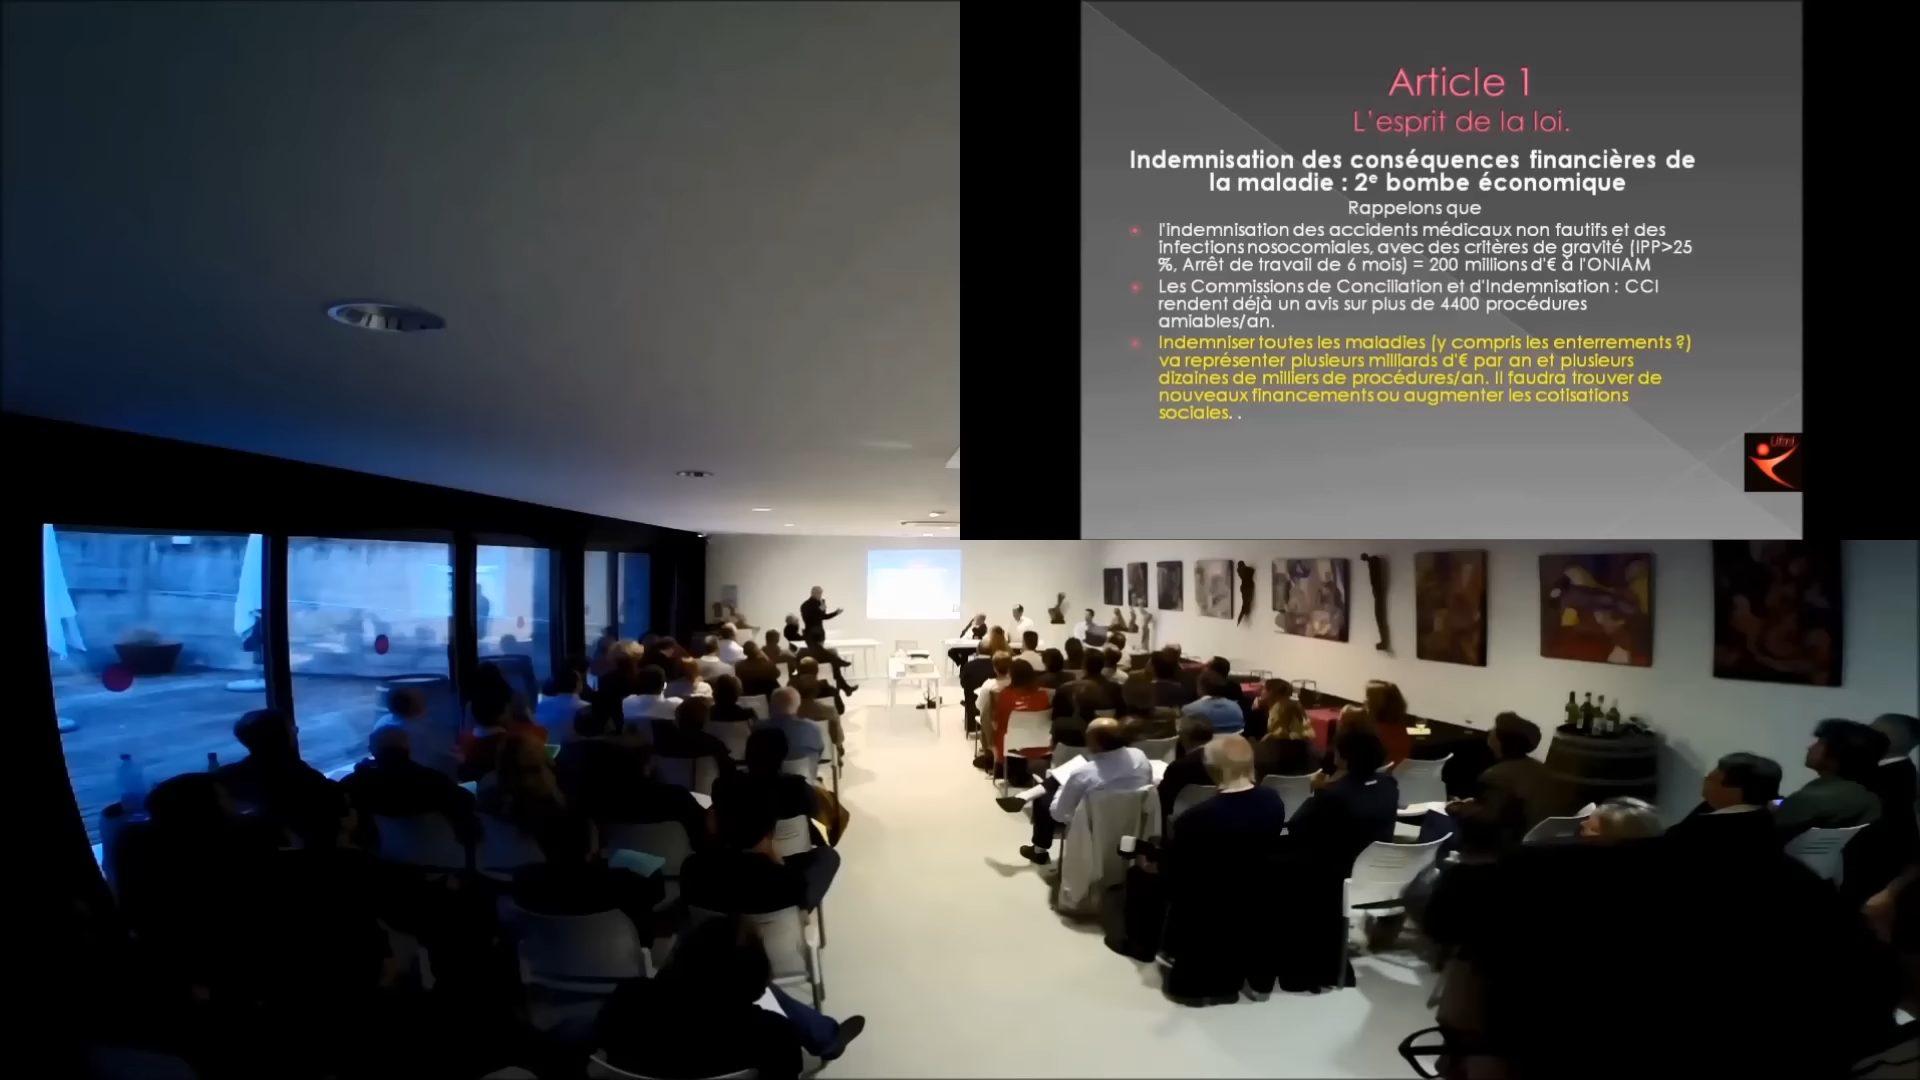 Article 1
L'esprit de la loi.
Indemnisation des conséquences financières de
la maladie : 2e bombe économique
Rappelons que
l'indemnisation des accidents médicaux non fautifs et des
infections nosocomiales, avec des critères de gravité (IPP>25
%, Arrêt de travail de 6 mois) = 200 millions d'€ à l'ONIAM
Les Commissions de Conciliation et d'Indemnisation : CCI
rendent déjà un avis sur plus de 4400 procédures
amiables/an.
Indemniser toutes les maladies (y compris les enterrements ?)
va représenter plusieurs milliards d'€ par an et plusieurs
dizaines de milliers de procédures/an. Il faudra trouver de
nouveaux financements ou augmenter les cotisations
sociales. .